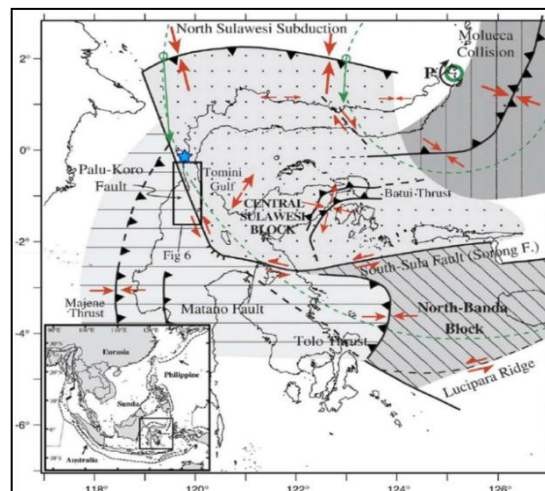 North Sulawesi Subduction
Molucca
Collision
2°
0°
-2°
-4°
-6°
Palu-Koro
Fault
Tomini
Gulf
CENTRAL
SULAWESI
BLOCK
Batui-Thrust
Fig 6
South-Sula Fault (Sorong F.)
Majene
Thrust
Matano Fault
North-Banda
Block
Tolo Thrust
Lucipara Ridge
Eurasia
Philippine
Sunda
Australia
118°
120°
122°
124°
126°